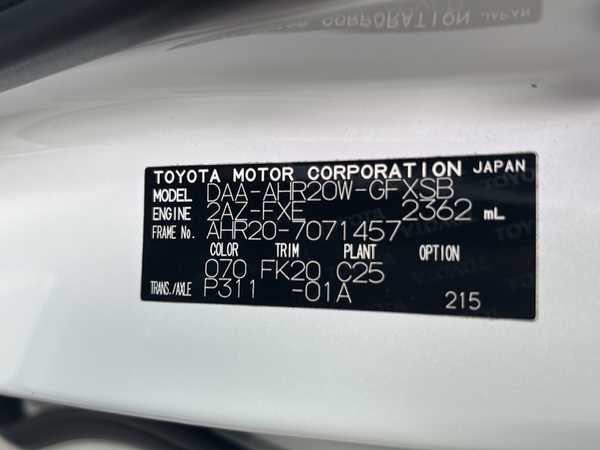 TOYOTA MOTOR CORPORATION JAPAN
MODEL DAA-AHR20W-GFXSB
ENGINE 2AZ-FXE 2362 mL
FRAME No. AHR20-7071457
COLOR TRIM PLANT OPTION
070 FK20 C25
TRANS./AXLE P311 -01A
215